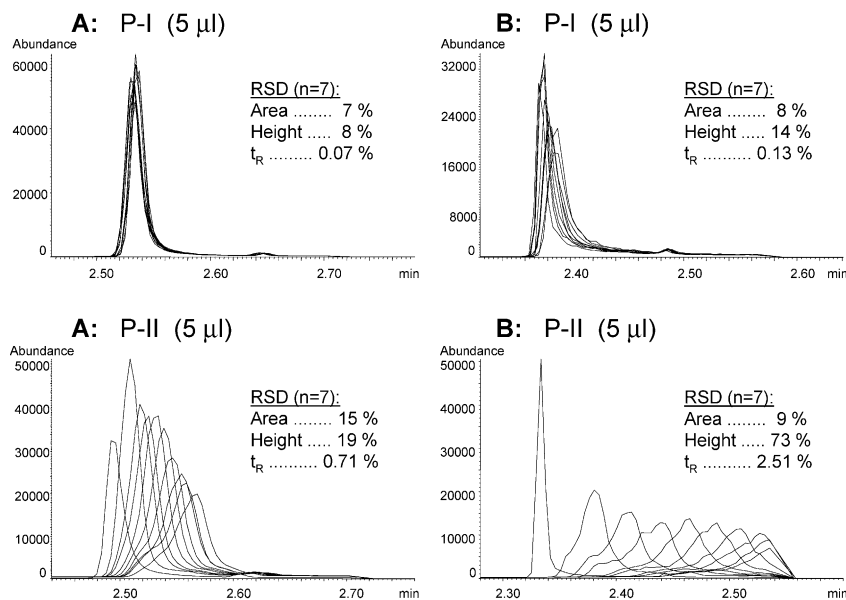 A: P-I (5 µl)
Abundance
60000
40000
20000
0
2.50 2.60 2.70 min
RSD (n=7):
Area ........ 7 %
Height ..... 8 %
tR ......... 0.07 %
B: P-I (5 µl)
Abundance
32000
24000
16000
8000
0
2.40 2.50 2.60 min
RSD (n=7):
Area ........ 8 %
Height ..... 14 %
tR .......... 0.13 %
A: P-II (5 µl)
Abundance
50000
40000
30000
20000
10000
0
2.50 2.60 2.70 min
RSD (n=7):
Area ........ 15 %
Height ..... 19 %
tR .......... 0.71 %
B: P-II (5 µl)
Abundance
50000
40000
30000
20000
10000
0
2.30 2.40 2.50 min
RSD (n=7):
Area ........ 9 %
Height ..... 73 %
tR .......... 2.51 %